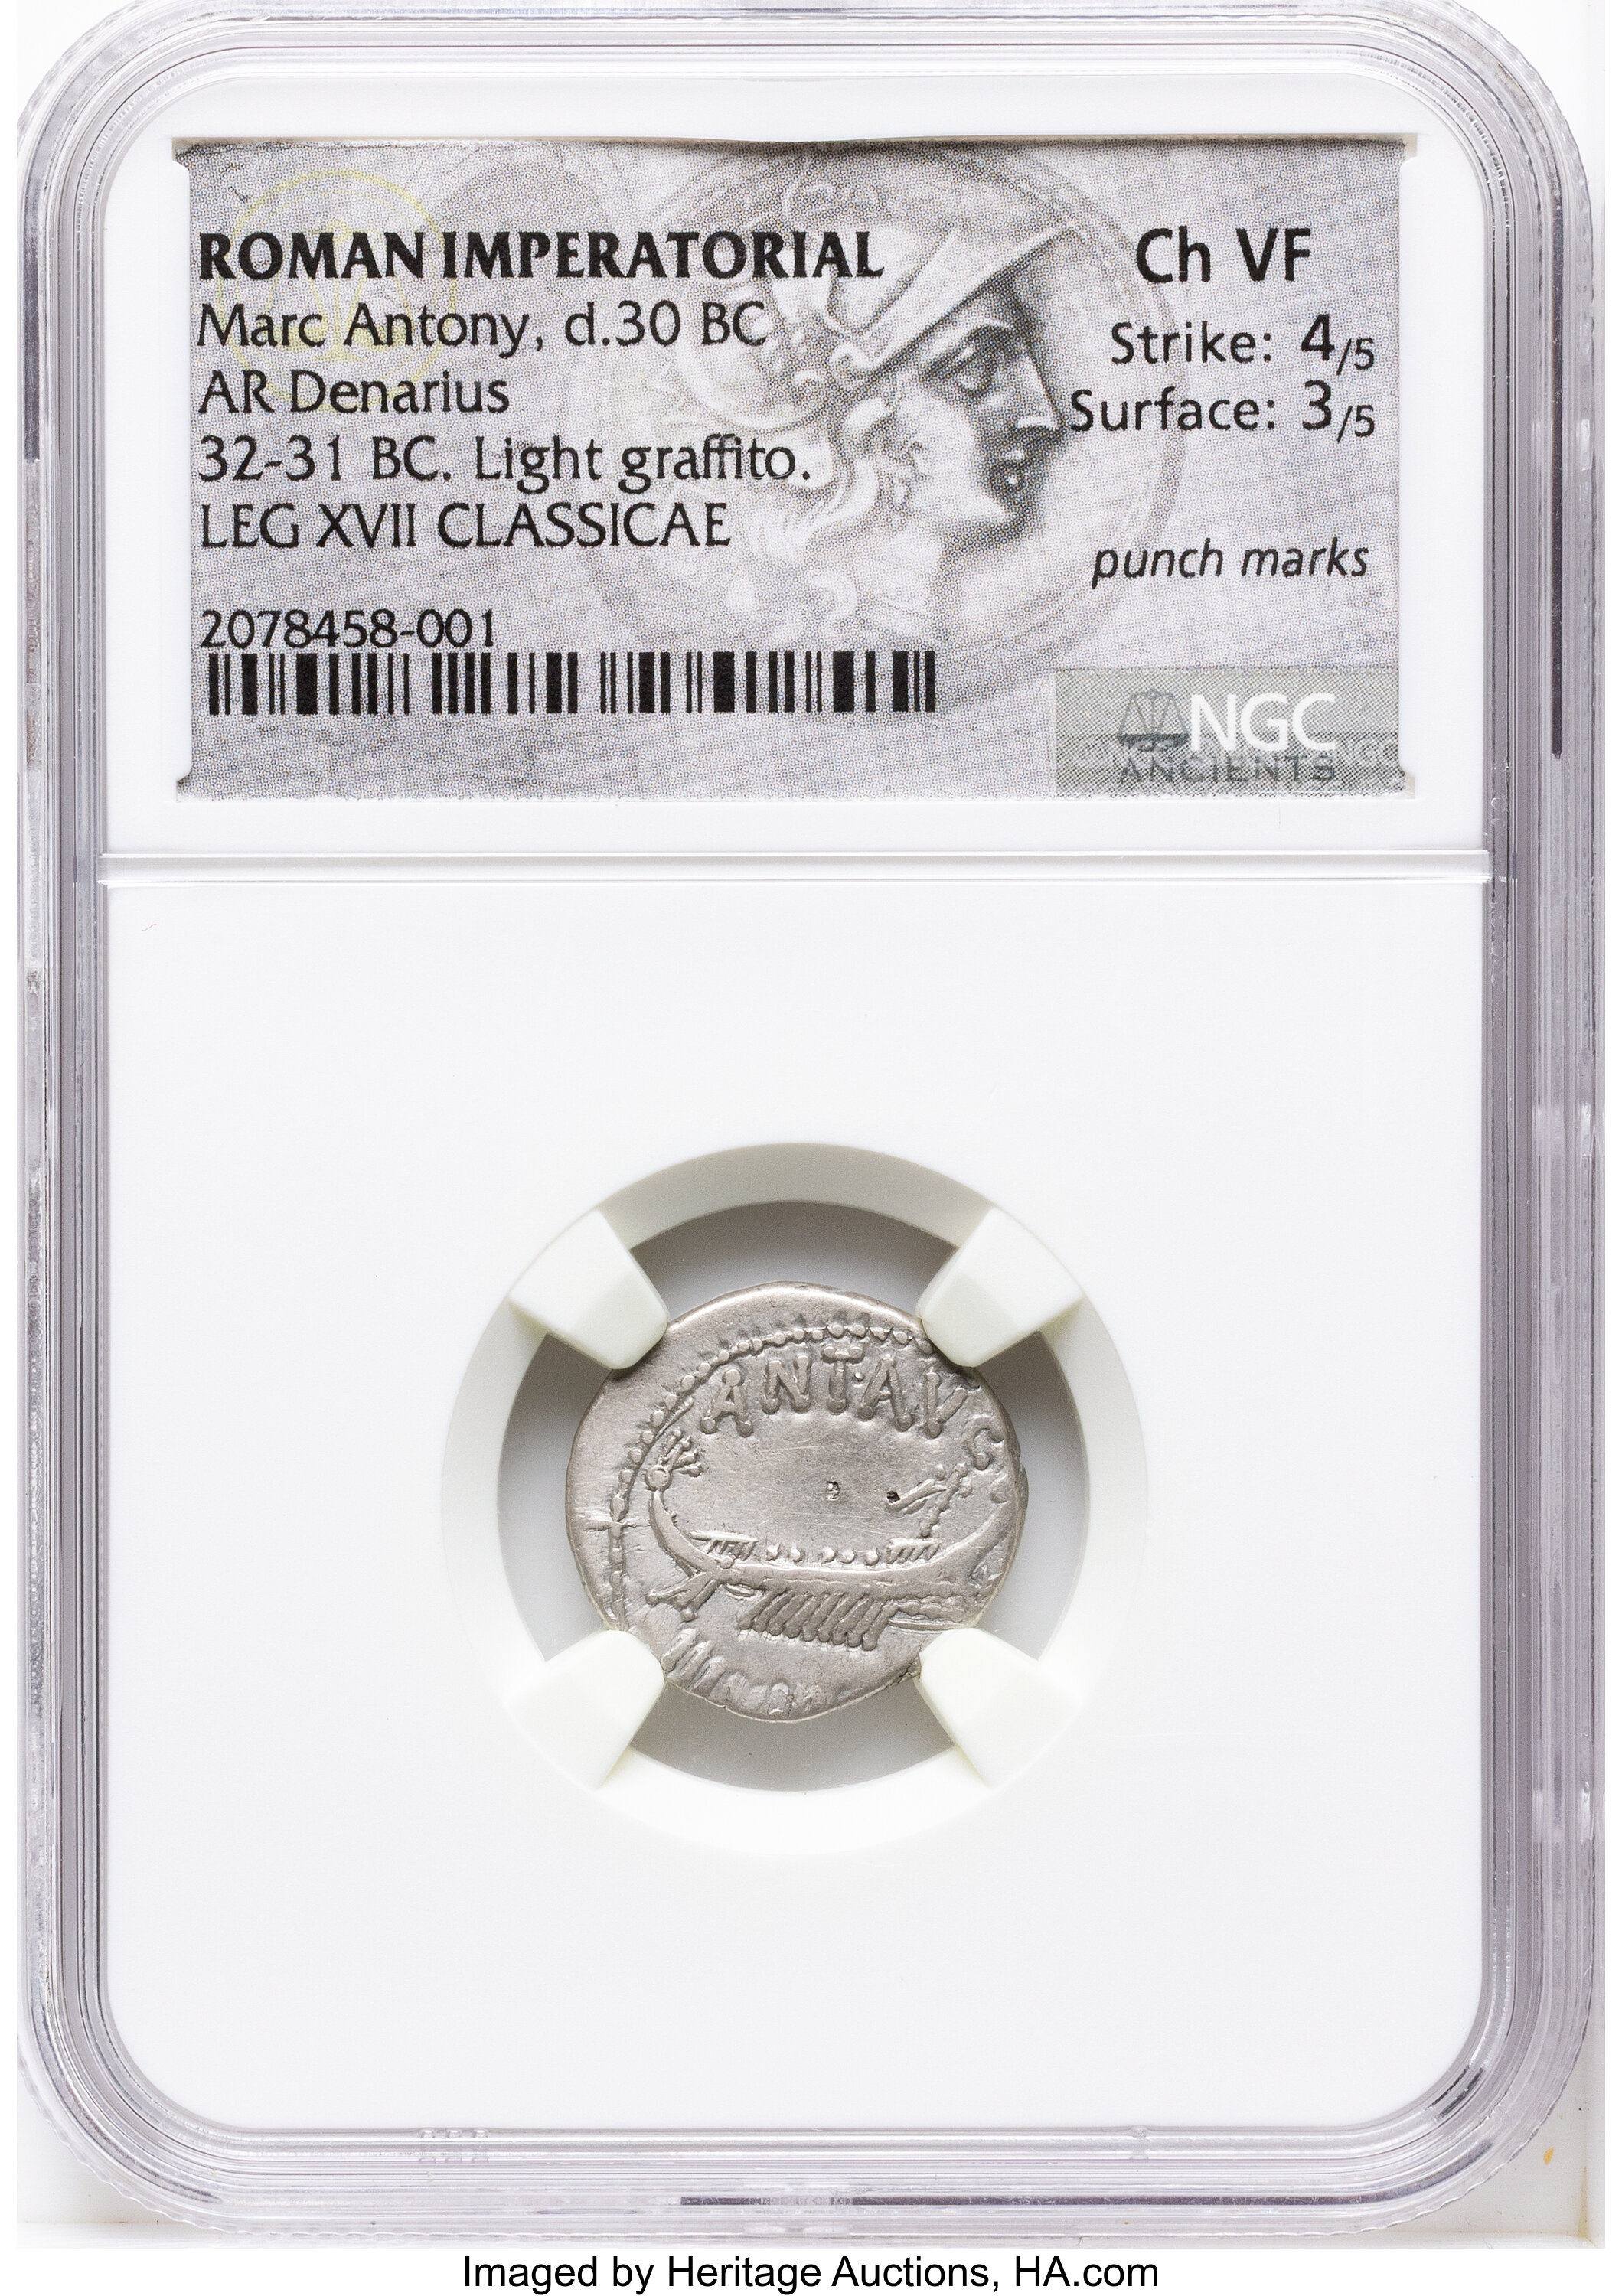 ROMAN IMPERATORIAL
Marc Antony, d.30 BC
AR Denarius
32-31 BC. Light graffito.
LEG XVII CLASSICAE
2078458-001
Ch VF
Strike: 4/5
Surface: 3/5
punch marks
NGC
ANCIENTS
ANT·AVG
Imaged by Heritage Auctions, HA.com